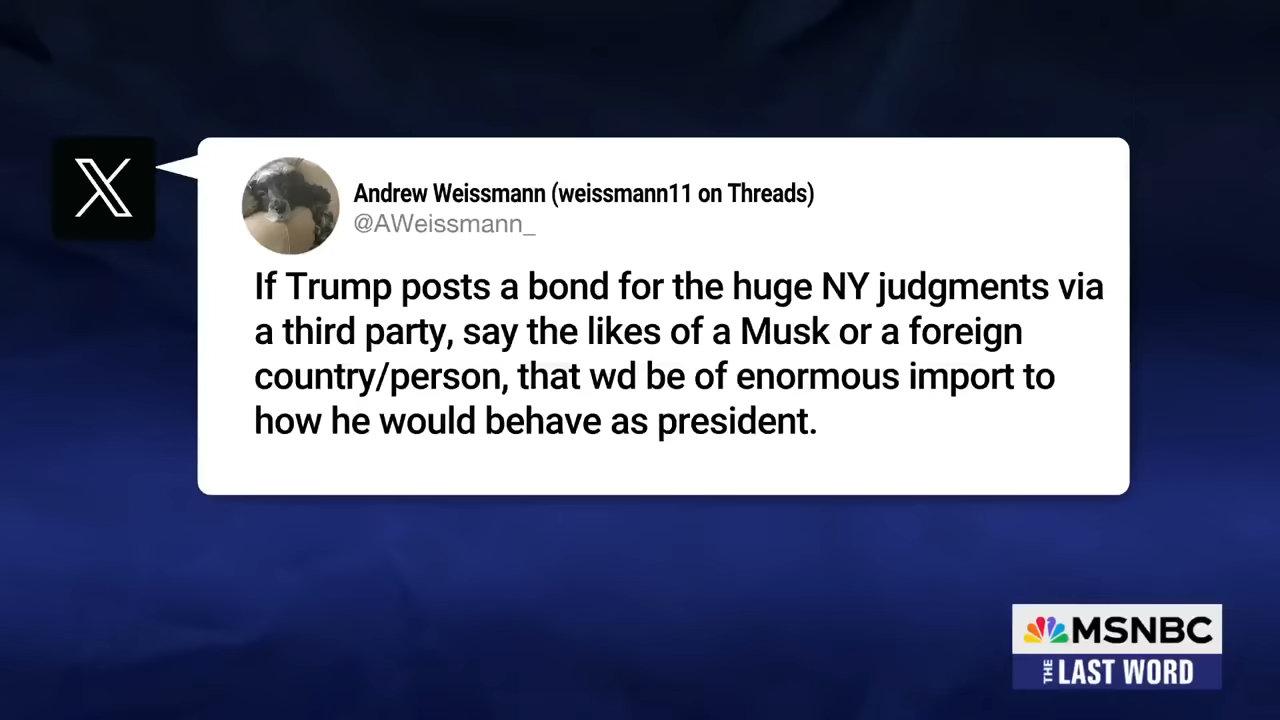 X
Andrew Weissmann (weissmann11 on Threads)
@AWeissmann_
If Trump posts a bond for the huge NY judgments via
a third party, say the likes of a Musk or a foreign
country/person, that wd be of enormous import to
how he would behave as president.
MSNBC
THE LAST WORD